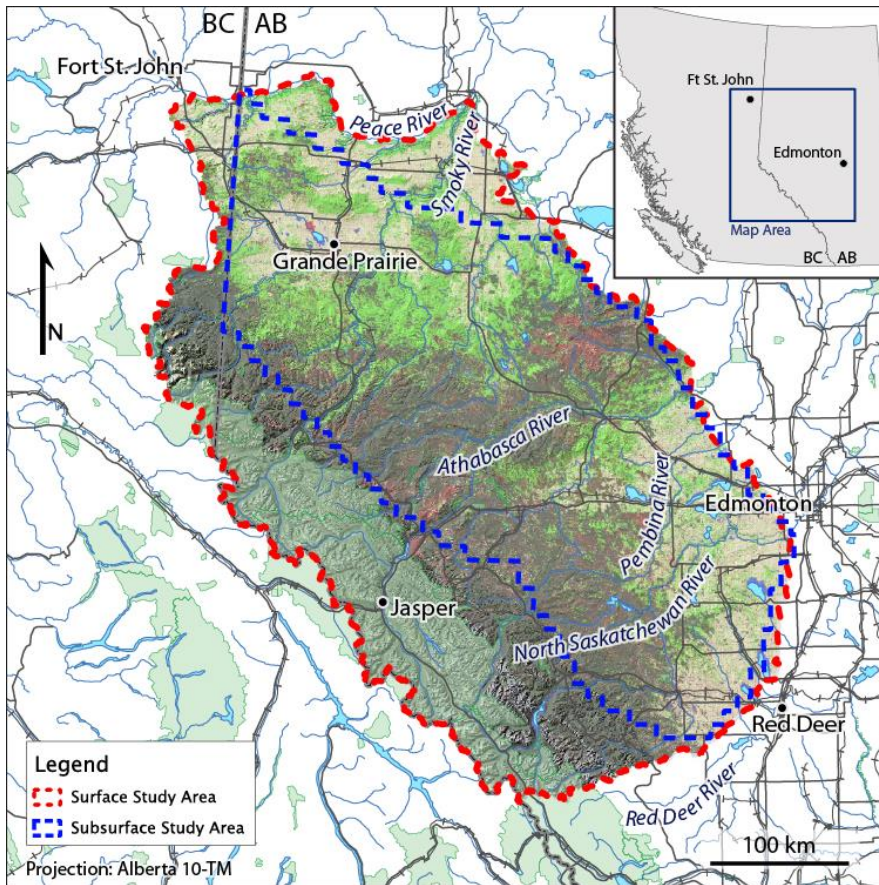 BC AB
Fort St. John
Ft St. John
Peace River
Smoky River
Edmonton
Map Area
BC AB
Grande Prairie
N
Athabasca River
Pembina River
Edmonton
North Saskatchewan River
Jasper
Red Deer
Red Deer River
Legend
Surface Study Area
Subsurface Study Area
100 km
Projection: Alberta 10-TM